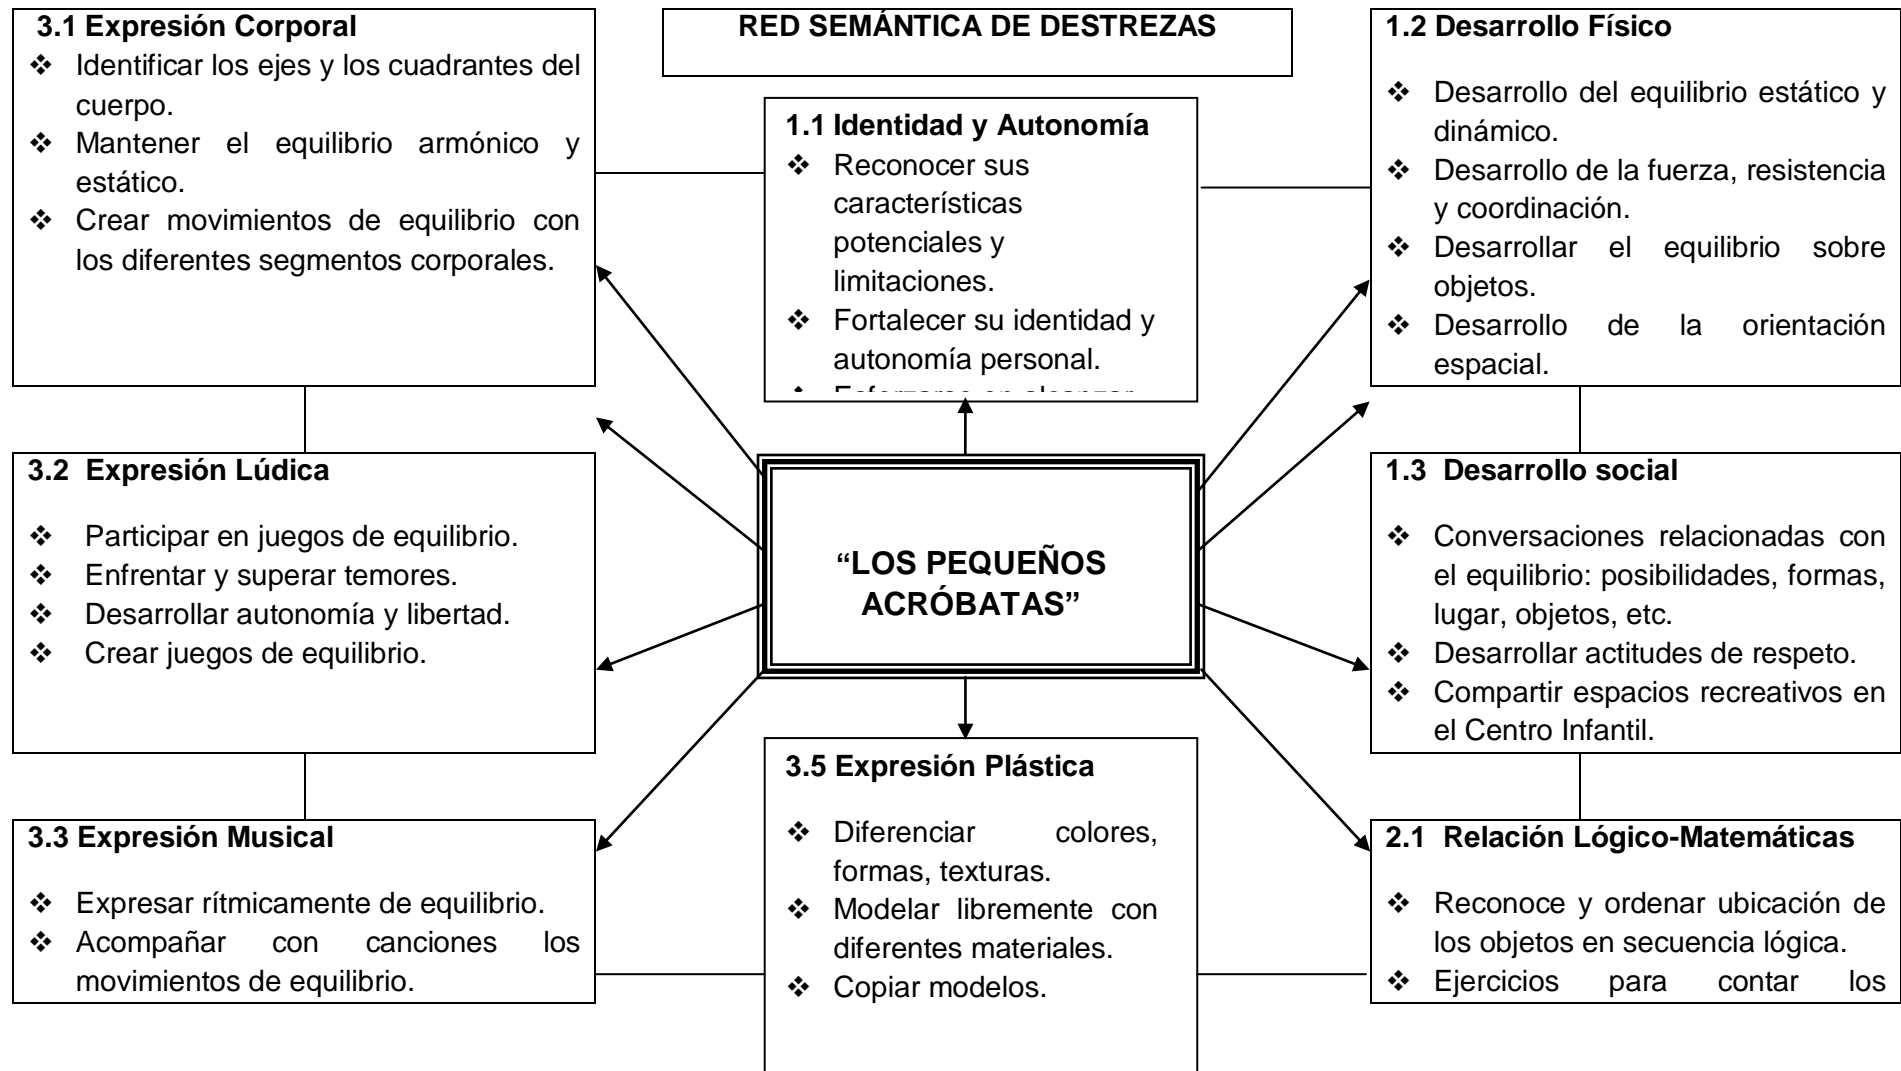 RED SEMÁNTICA DE DESTREZAS
3.1 Expresión Corporal
❖ Identificar los ejes y los cuadrantes del
cuerpo.
❖ Mantener el equilibrio armónico y
estático.
❖ Crear movimientos de equilibrio con
los diferentes segmentos corporales.
1.1 Identidad y Autonomía
❖ Reconocer sus
características
potenciales y
limitaciones.
❖ Fortalecer su identidad y
autonomía personal.
1.2 Desarrollo Físico
❖ Desarrollo del equilibrio estático y
dinámico.
❖ Desarrollo de la fuerza, resistencia
y coordinación.
❖ Desarrollar el equilibrio sobre
objetos.
❖ Desarrollo de la orientación
espacial.
3.2 Expresión Lúdica
❖ Participar en juegos de equilibrio.
❖ Enfrentar y superar temores.
❖ Desarrollar autonomía y libertad.
❖ Crear juegos de equilibrio.
“LOS PEQUEÑOS
ACRÓBATAS”
1.3 Desarrollo social
❖ Conversaciones relacionadas con
el equilibrio: posibilidades, formas,
lugar, objetos, etc.
❖ Desarrollar actitudes de respeto.
❖ Compartir espacios recreativos en
el Centro Infantil.
3.3 Expresión Musical
❖ Expresar rítmicamente de equilibrio.
❖ Acompañar con canciones los
movimientos de equilibrio.
3.5 Expresión Plástica
❖ Diferenciar colores,
formas, texturas.
❖ Modelar libremente con
diferentes materiales.
❖ Copiar modelos.
2.1 Relación Lógico-Matemáticas
❖ Reconoce y ordenar ubicación de
los objetos en secuencia lógica.
❖ Ejercicios para contar los